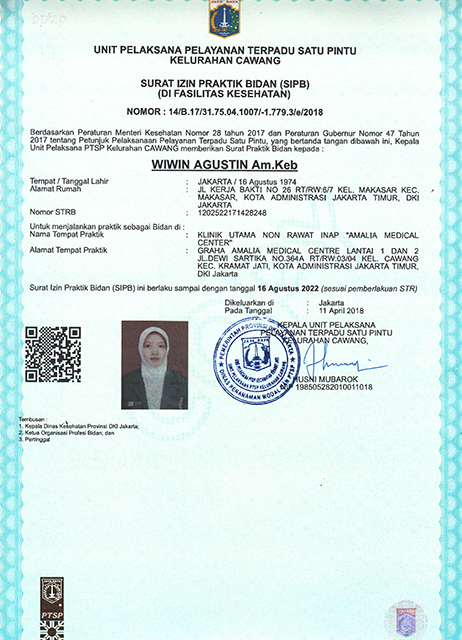 UNIT PELAKSANA PELAYANAN TERPADU SATU PINTU
KELURAHAN CAWANG
SURAT IZIN PRAKTIK BIDAN (SIPB)
(DI FASILITAS KESEHATAN)
NOMOR : 14/B.17/31.75.04.1007/-1.779.3/e/2018
Berdasarkan Peraturan Menteri Kesehatan Nomor 28 tahun 2017 dan Peraturan Gubernur Nomor 47 Tahun
2017 tentang Petunjuk Pelaksanaan Pelayanan Terpadu Satu Pintu, yang bertanda tangan dibawah ini, Kepala
Unit Pelaksana PTSP Kelurahan CAWANG memberikan Surat Praktik Bidan kepada :
WIWIN AGUSTIN Am.Keb
Tempat / Tanggal Lahir : JAKARTA / 16 Agustus 1974
Alamat Rumah : JL KERJA BAKTI NO 26 RT/RW:6/7 KEL. MAKASAR KEC.
MAKASAR, KOTA ADMINISTRASI JAKARTA TIMUR, DKI
JAKARTA
Nomor STRB : 1202522171428248
Untuk menjalankan praktik sebagai Bidan di :
Nama Tempat Praktik : KLINIK UTAMA NON RAWAT INAP "AMALIA MEDICAL
CENTER"
Alamat Tempat Praktik : GRAHA AMALIA MEDICAL CENTRE LANTAI 1 DAN 2
JL.DEWI SARTIKA NO.364A RT/RW:03/04 KEL. CAWANG
KEC. KRAMAT JATI, KOTA ADMINISTRASI JAKARTA TIMUR,
DKI Jakarta
Surat Izin Praktik Bidan (SIPB) ini berlaku sampai dengan tanggal 16 Agustus 2022 (sesuai pemberlakuan STR)
Dikeluarkan di : Jakarta
Pada Tanggal : 11 April 2018
KEPALA UNIT PELAKSANA
PELAYANAN TERPADU SATU PINTU
KELURAHAN CAWANG,
HUSNI MUBAROK
198505282010011018
Tembusan :
1. Kepala Dinas Kesehatan Provinsi DKI Jakarta;
2. Ketua Organisasi Profesi Bidan; dan
3. Pertinggal
PTSP